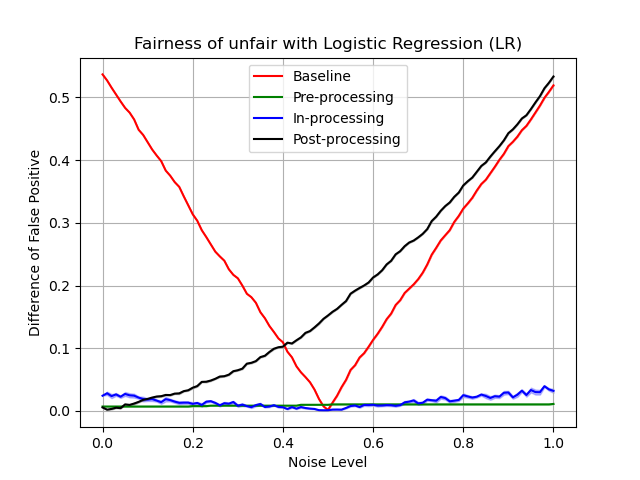 Fairness of unfair with Logistic Regression (LR)
Baseline
Pre-processing
In-processing
Post-processing
Difference of False Positive
0.5
0.4
0.3
0.2
0.1
0.0
0.0 0.2 0.4 0.6 0.8 1.0
Noise Level